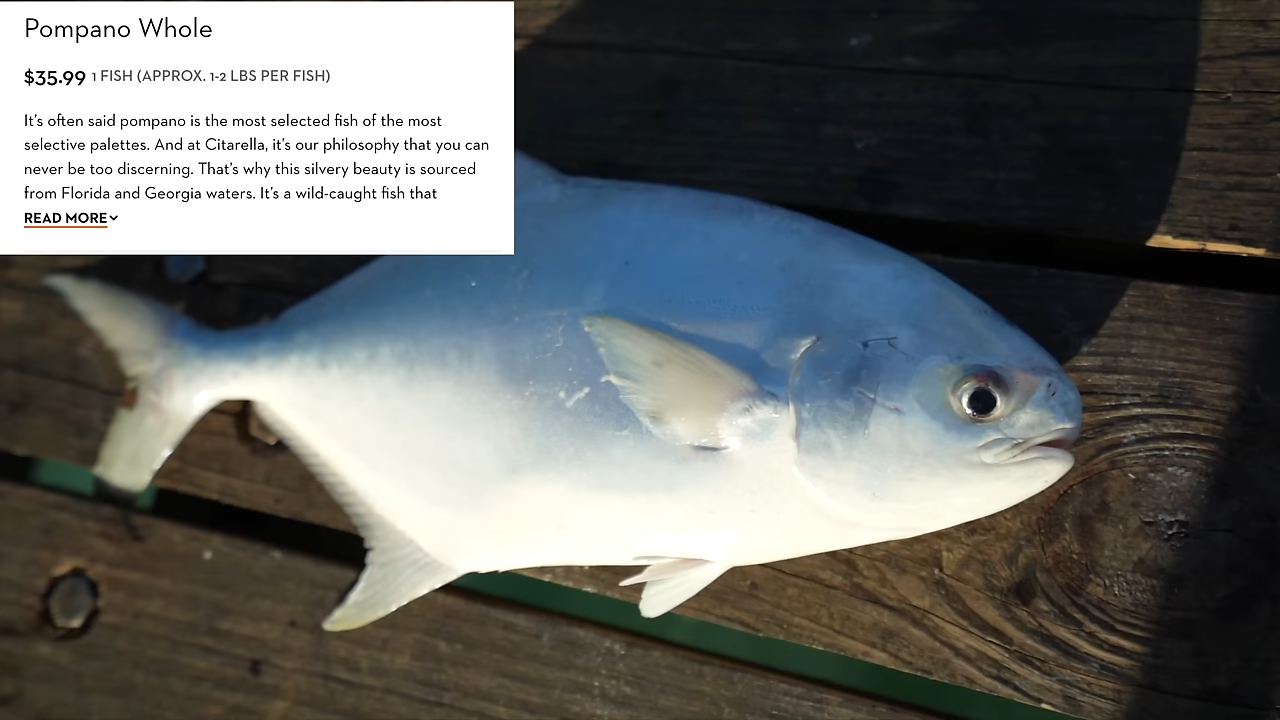 Pompano Whole
$35.99 1 FISH (APPROX. 1-2 LBS PER FISH)
It's often said pompano is the most selected fish of the most
selective palettes. And at Citarella, it's our philosophy that you can
never be too discerning. That's why this silvery beauty is sourced
from Florida and Georgia waters. It's a wild-caught fish that
READ MORE